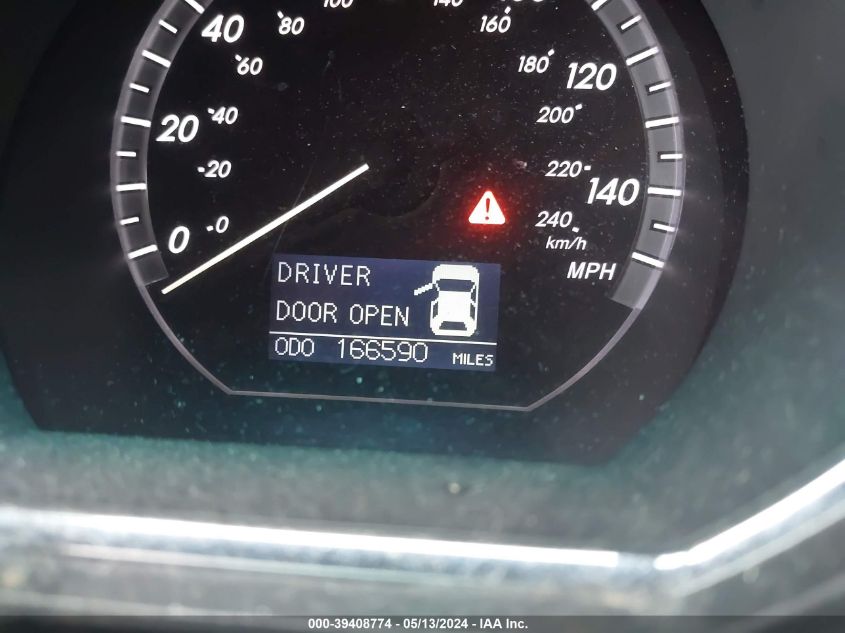 100 140
40 80 160
60 180 120
20 40 200
20 220 140
0 0 240
km/h
MPH
DRIVER
DOOR OPEN
ODO 166590 MILES
000-39408774 - 05/13/2024 - IAA Inc.